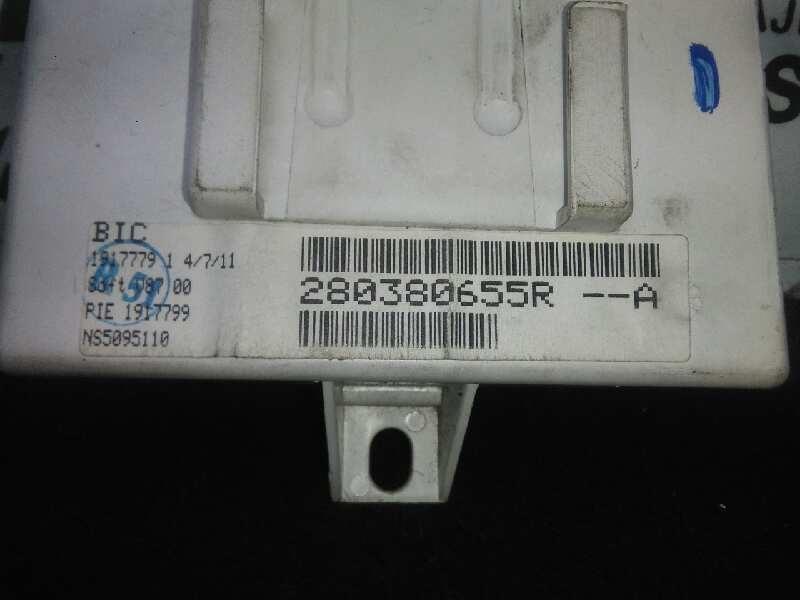 BIC
1917779 1 4/7/11
PIE 1917799
NS5095110
280380655R --A